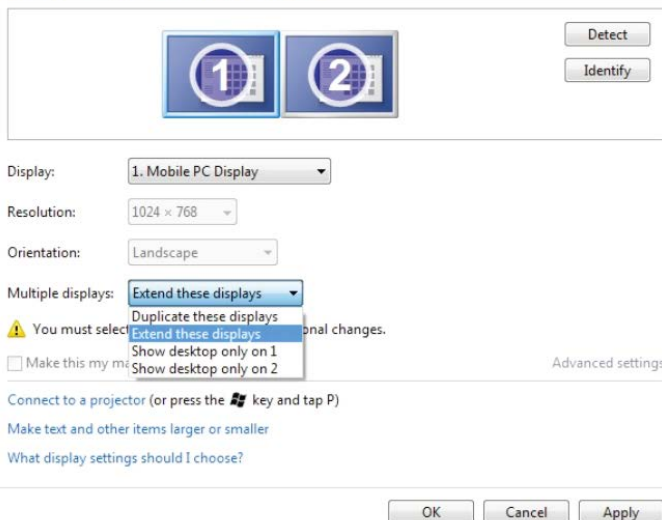 1 2
Detect
Identify
Display: 1. Mobile PC Display
Resolution: 1024 × 768
Orientation: Landscape
Multiple displays: Extend these displays
Duplicate these displays
You must select onal changes.
Extend these displays
Show desktop only on 1
Make this my ma Advanced settings
Show desktop only on 2
Connect to a projector (or press the key and tap P)
Make text and other items larger or smaller
What display settings should I choose?
OK Cancel Apply